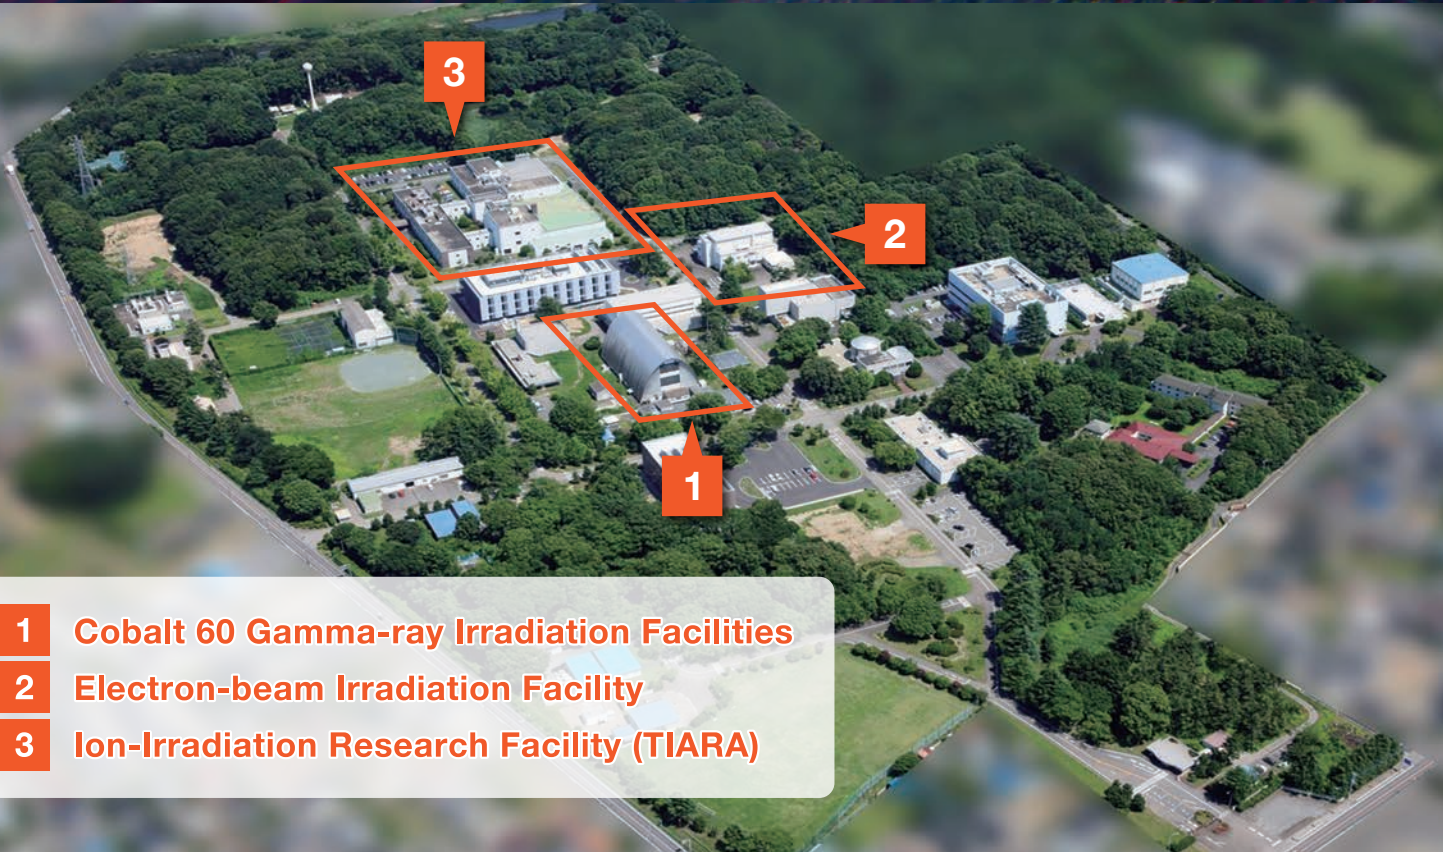 3
2
1
1 Cobalt 60 Gamma-ray Irradiation Facilities
2 Electron-beam Irradiation Facility
3 Ion-Irradiation Research Facility (TIARA)